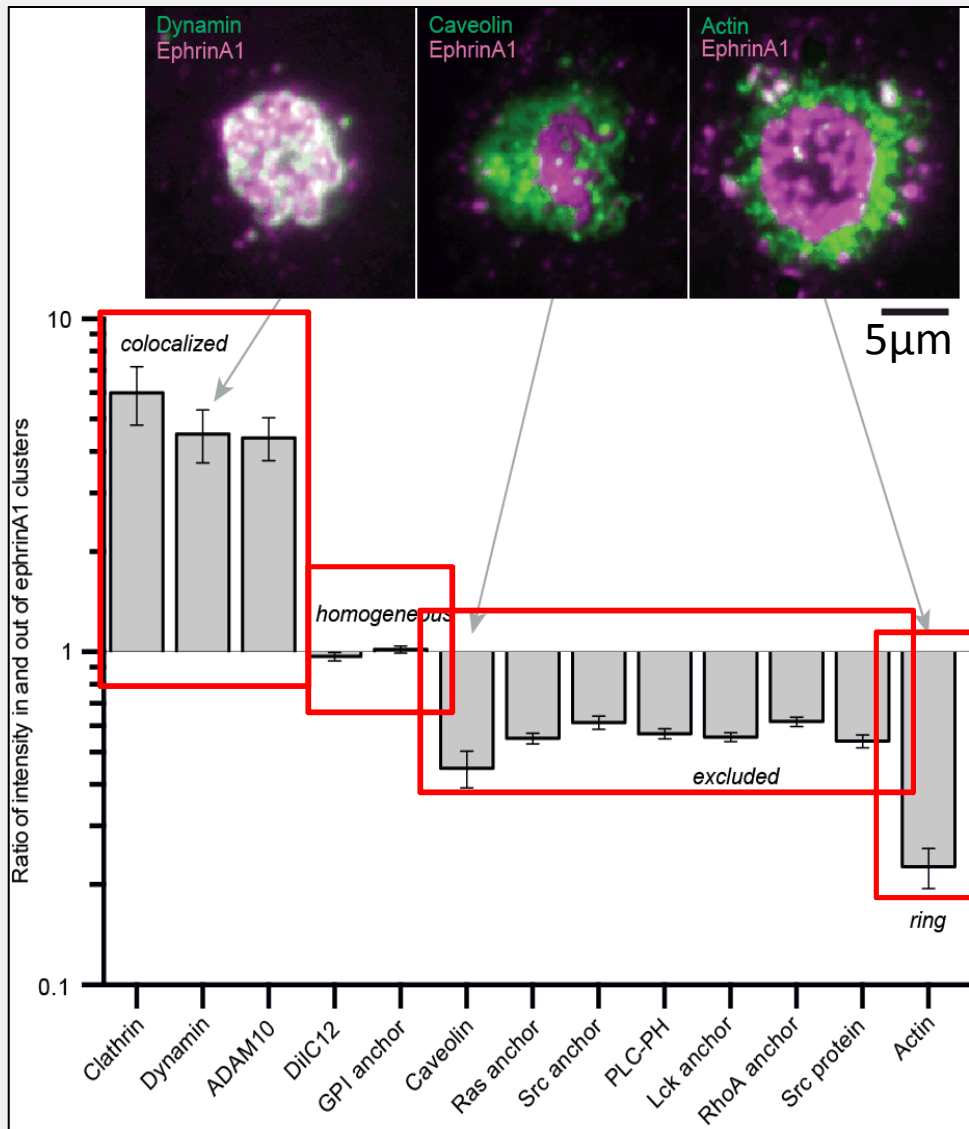 Dynamin
EphrinA1
Caveolin
EphrinA1
Actin
EphrinA1
5µm
Ratio of intensity in and out of ephrinA1 clusters
10
1
0.1
colocalized
homogeneous
excluded
ring
Clathrin
Dynamin
ADAM10
DiIC12
GPI anchor
Caveolin
Ras anchor
Src anchor
PLC-PH
Lck anchor
RhoA anchor
Src protein
Actin